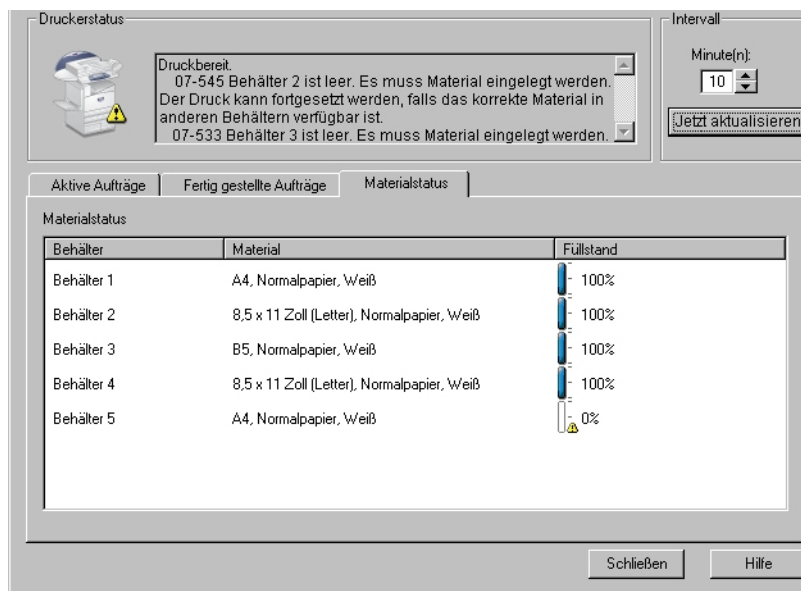 Druckerstatus
Druckbereit.
07-545 Behälter 2 ist leer. Es muss Material eingelegt werden.
Der Druck kann fortgesetzt werden, falls das korrekte Material in
anderen Behältern verfügbar ist.
07-533 Behälter 3 ist leer. Es muss Material eingelegt werden.
Intervall
Minute(n):
10
Jetzt aktualisieren
Aktive Aufträge Fertig gestellte Aufträge Materialstatus
Materialstatus
Behälter Material Füllstand
Behälter 1 A4, Normalpapier, Weiß 100%
Behälter 2 8,5 x 11 Zoll (Letter), Normalpapier, Weiß 100%
Behälter 3 B5, Normalpapier, Weiß 100%
Behälter 4 8,5 x 11 Zoll (Letter), Normalpapier, Weiß 100%
Behälter 5 A4, Normalpapier, Weiß 0%
Schließen Hilfe